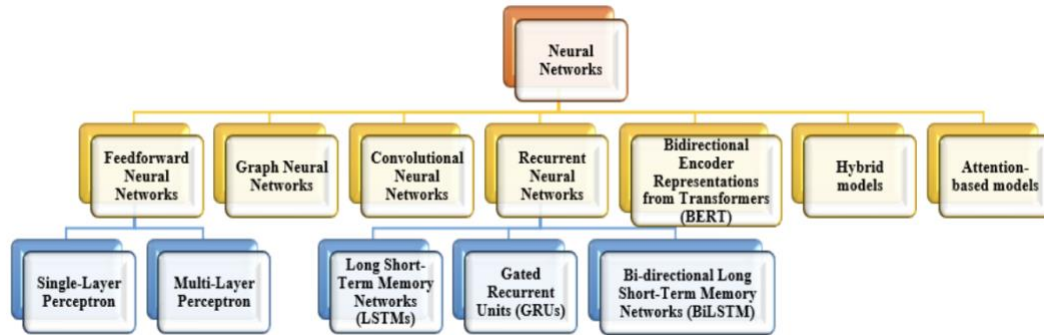 Neural
Networks
Feedforward
Neural
Networks
Graph Neural
Networks
Convolutional
Neural
Networks
Recurrent
Neural
Networks
Bidirectional
Encoder
Representations
from Transformers
(BERT)
Hybrid
models
Attention-
based models
Single-Layer
Perceptron
Multi-Layer
Perceptron
Long Short-
Term Memory
Networks
(LSTMs)
Gated
Recurrent
Units (GRUs)
Bi-directional Long
Short-Term Memory
Networks (BiLSTM)